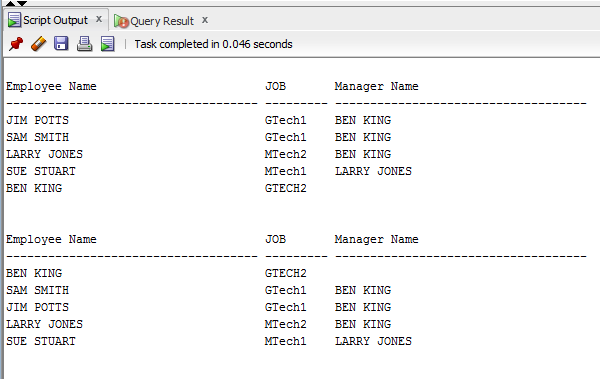 Script Output x Query Result x
Task completed in 0.046 seconds
Employee Name JOB Manager Name
---------------------------------------- ---------- ----------------------------------------
JIM POTTS GTech1 BEN KING
SAM SMITH GTech1 BEN KING
LARRY JONES MTech2 BEN KING
SUE STUART MTech1 LARRY JONES
BEN KING GTECH2
Employee Name JOB Manager Name
---------------------------------------- ---------- ----------------------------------------
BEN KING GTECH2
SAM SMITH GTech1 BEN KING
JIM POTTS GTech1 BEN KING
LARRY JONES MTech2 BEN KING
SUE STUART MTech1 LARRY JONES